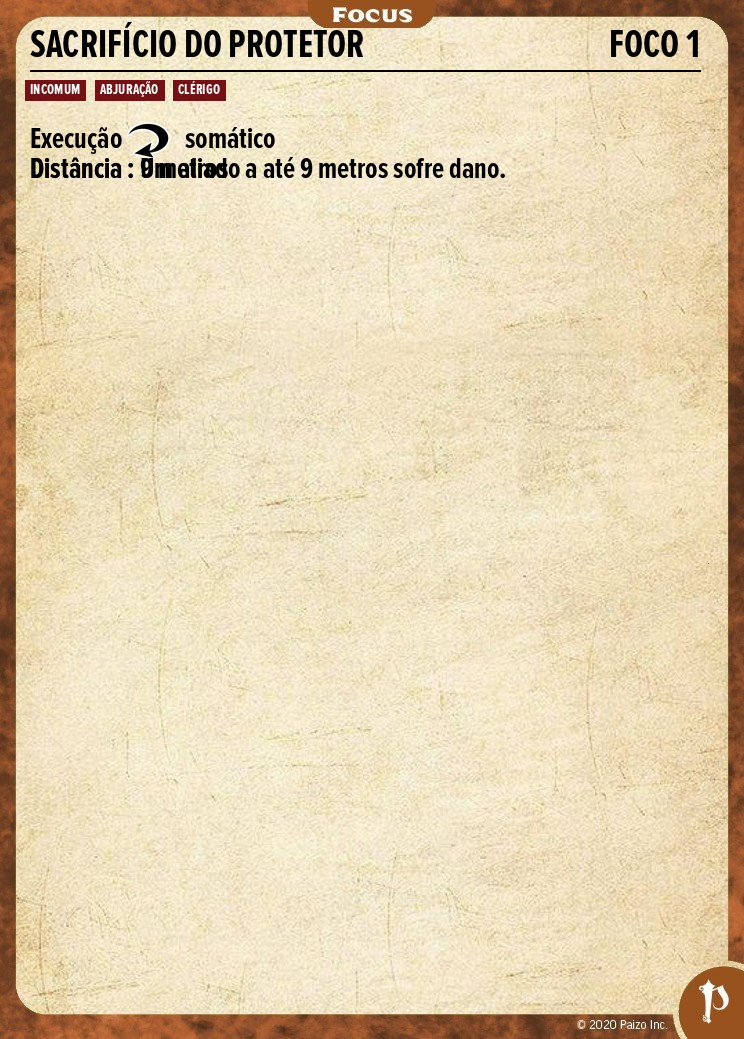 Focus
SACRIFÍCIO DO PROTETOR FOCO 1
INCOMUM ABJURAÇÃO CLÉRIGO
Execução somático
Distância : a até 9 metros sofre dano.
© 2020 Paizo Inc.